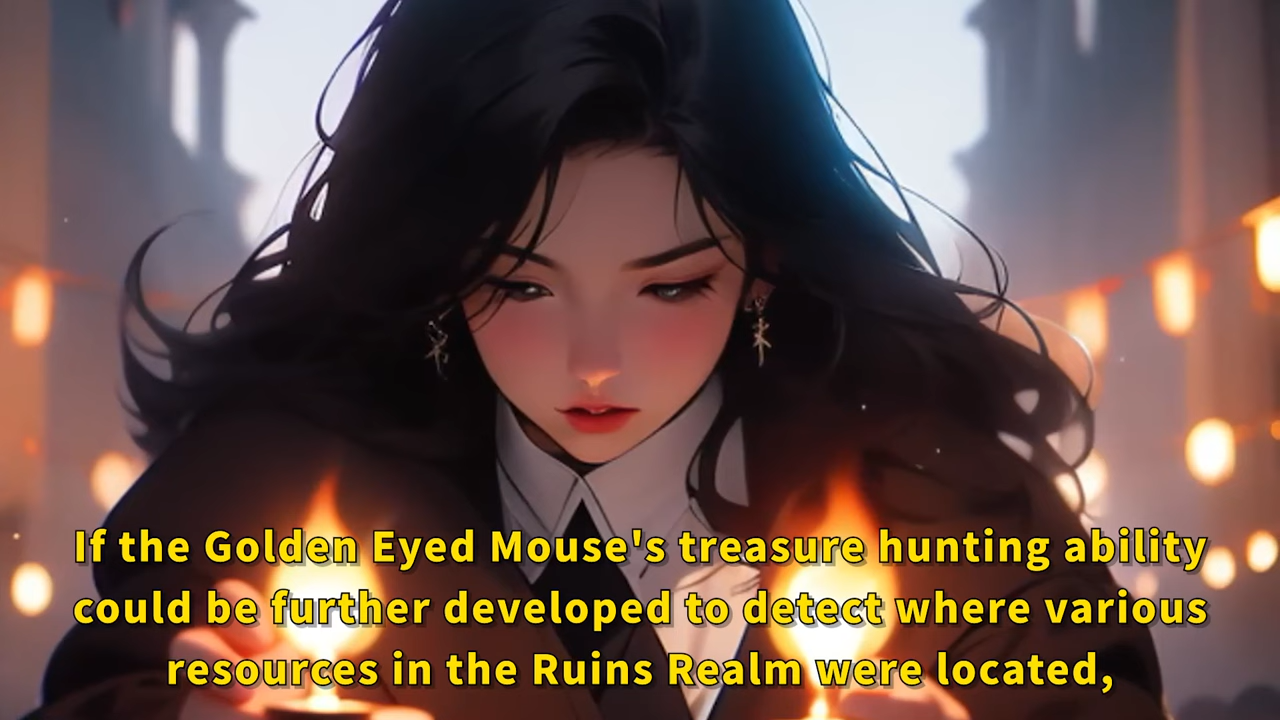 If the Golden Eyed Mouse's treasure hunting ability
could be further developed to detect where various
resources in the Ruins Realm were located,